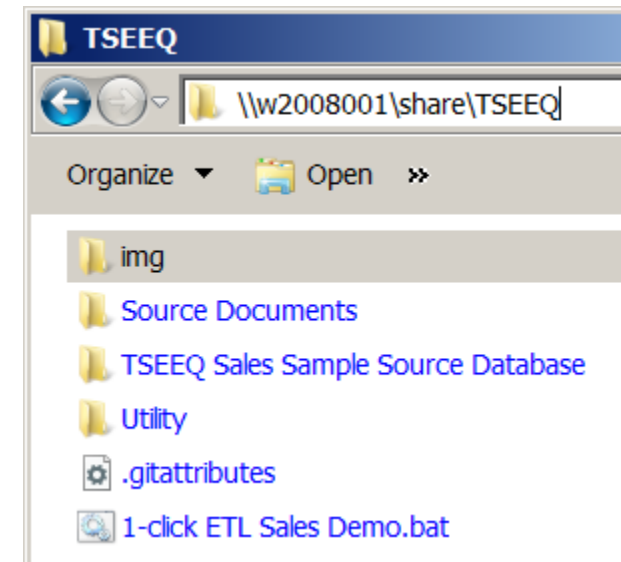 TSEEQ
\\w2008001\share\TSEEQ
Organize Open »
img
Source Documents
TSEEQ Sales Sample Source Database
Utility
.gitattributes
1-click ETL Sales Demo.bat